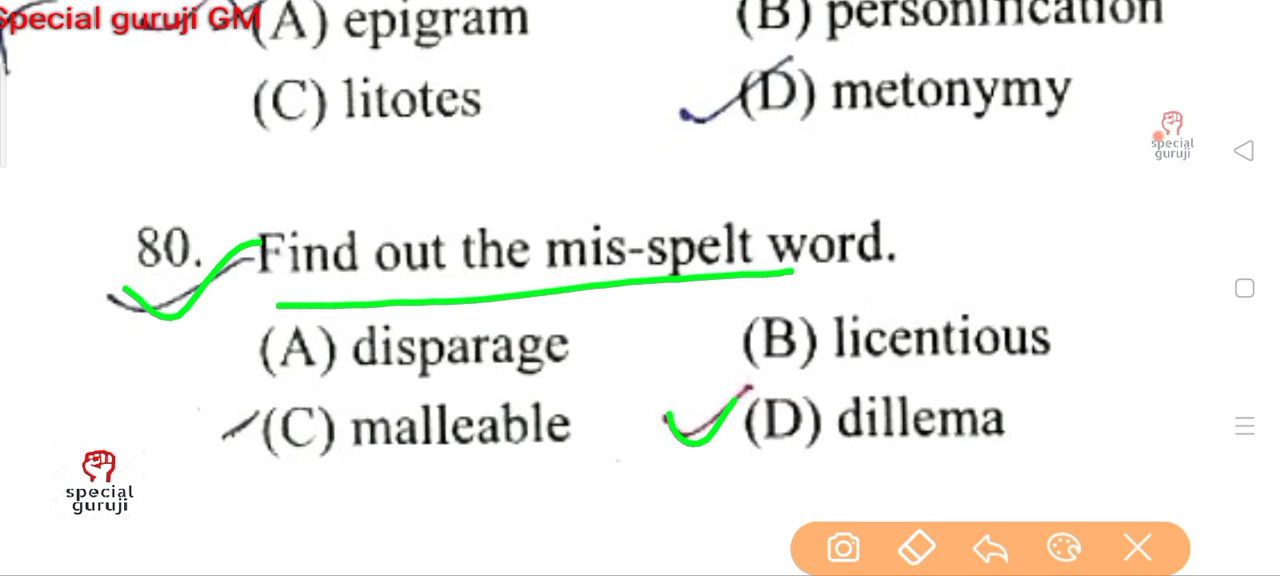 Special guruji GM
(A) epigram (B) personification
(C) litotes (D) metonymy
special
guruji
80. Find out the mis-spelt word.
(A) disparage (B) licentious
(C) malleable (D) dillema
special
guruji